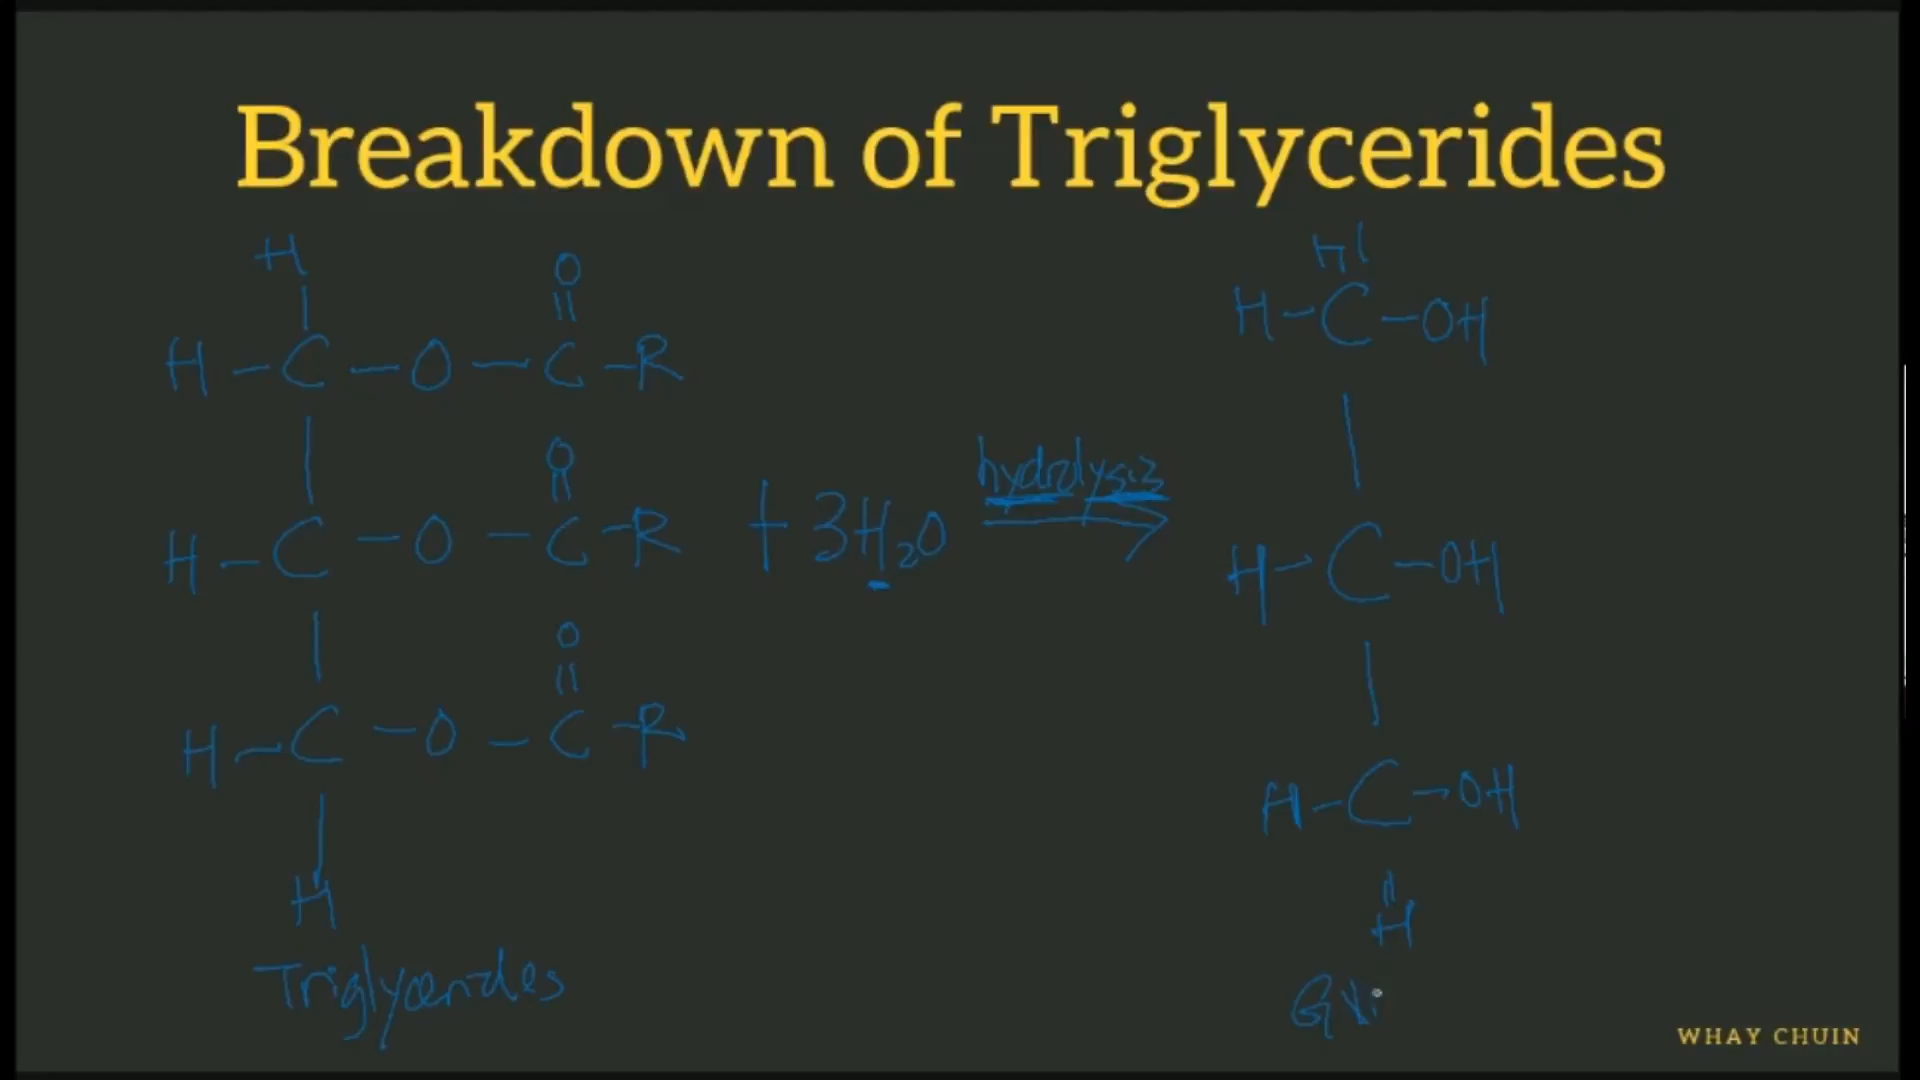 Breakdown of Triglycerides
H O
H - C - O - C - R
O
H - C - O - C - R
O
H - C - O - C - R
H
Triglycerides
+ 3H₂O
hydrolysis
H
H - C - OH
H - C - OH
H - C - OH
H
WHAY CHUIN